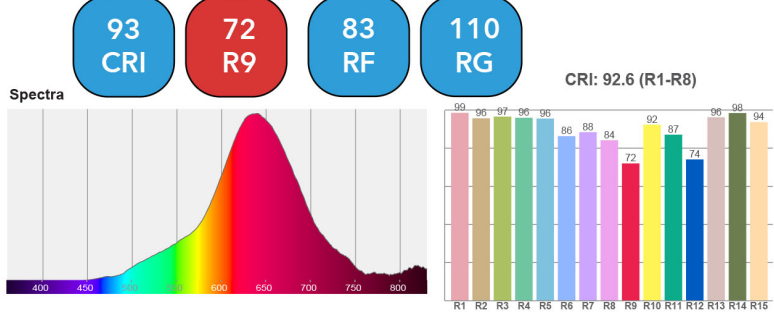 93
CRI
72
R9
83
RF
110
RG
Spectra
400 450 500 550 600 650 700 750 800
CRI: 92.6 (R1-R8)
99 96 97 96 96 86 88 84 72 92 87 74 96 98 94
R1 R2 R3 R4 R5 R6 R7 R8 R9 R10 R11 R12 R13 R14 R15